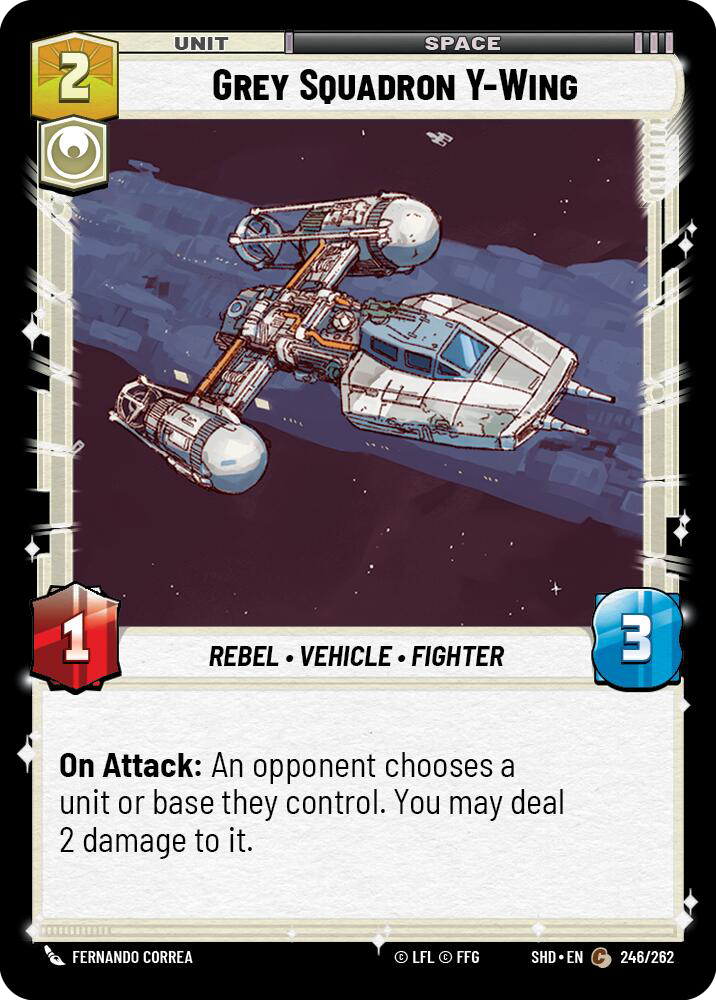 UNIT
SPACE
2
GREY SQUADRON Y-WING
1
REBEL • VEHICLE • FIGHTER
3
On Attack: An opponent chooses a
unit or base they control. You may deal
2 damage to it.
FERNANDO CORREA
© LFL © FFG
SHD • EN C 246/262